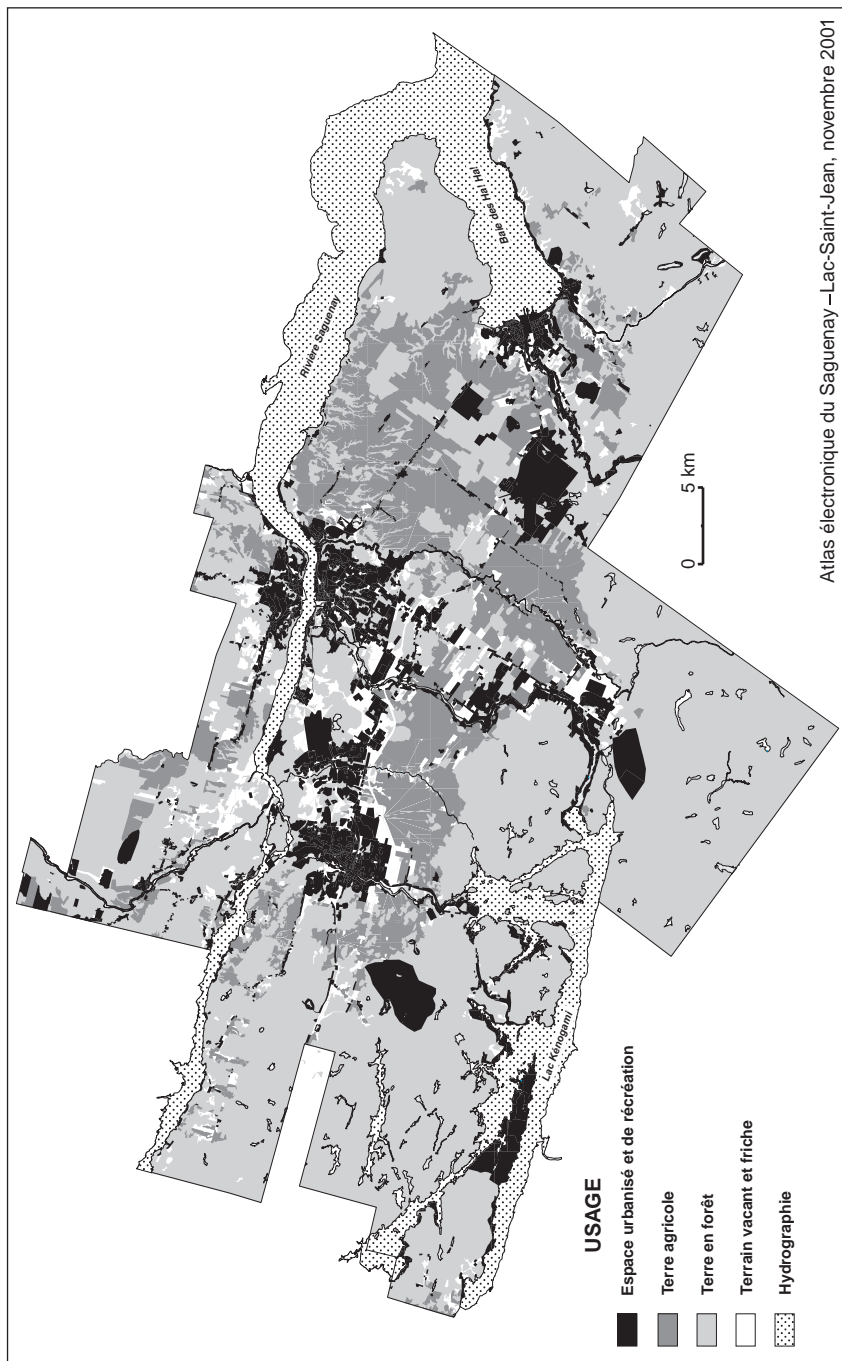 Rivière Saguenay
Baie des Ha! Ha!
Lac Kénogami
0 5 km
USAGE
Espace urbanisé et de récréation
Terre agricole
Terre en forêt
Terrain vacant et friche
Hydrographie
Atlas électronique du Saguenay –Lac-Saint-Jean, novembre 2001